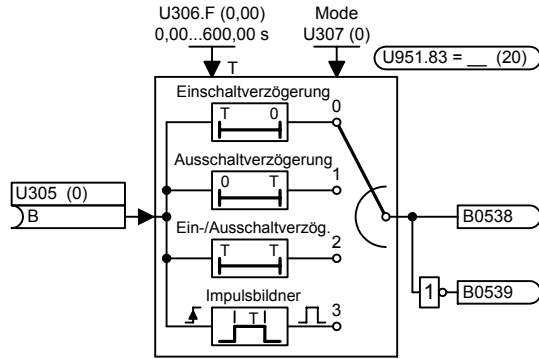 U306.F (0,00)
0,00...600,00 s
Mode
U307 (0)
U951.83 = __ (20)
T
Einschaltverzögerung
T 0
0
Ausschaltverzögerung
0 T
1
U305 (0)
B
Ein-/Ausschaltverzög.
T T
2
B0538
Impulsbildner
T
3
1
B0539